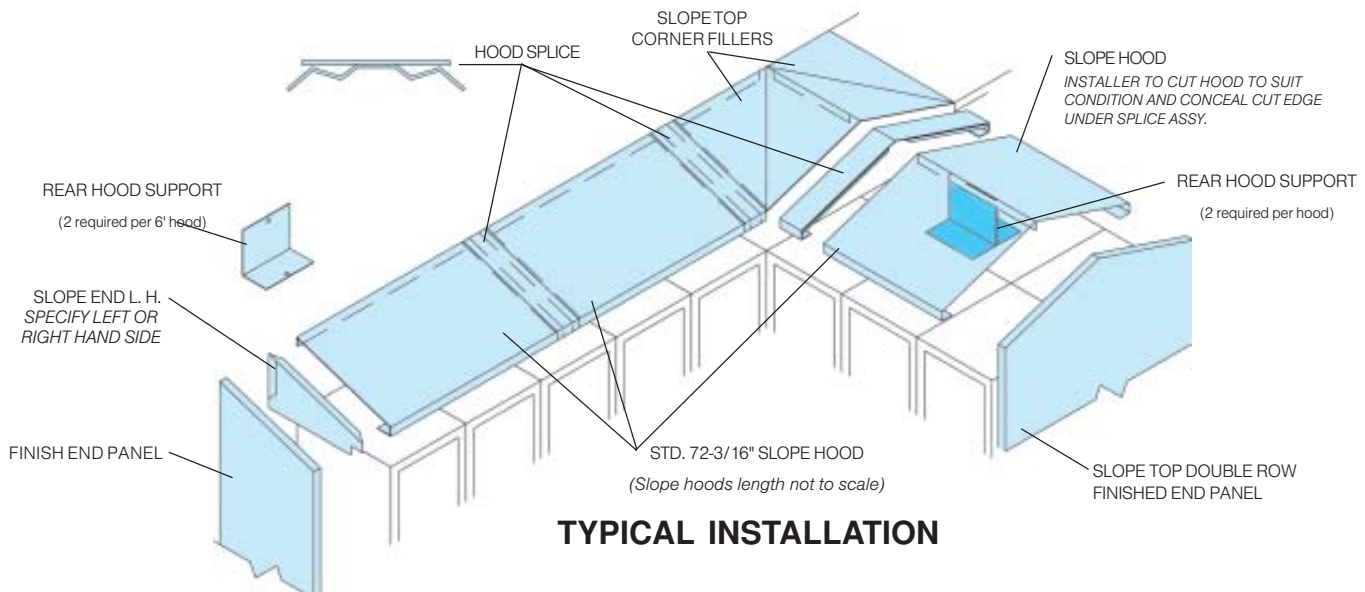 SLOPE TOP
CORNER FILLERS
HOOD SPLICE
SLOPE HOOD
INSTALLER TO CUT HOOD TO SUIT
CONDITION AND CONCEAL CUT EDGE
UNDER SPLICE ASSY.
REAR HOOD SUPPORT
(2 required per 6' hood)
REAR HOOD SUPPORT
(2 required per hood)
SLOPE END L. H.
SPECIFY LEFT OR
RIGHT HAND SIDE
FINISH END PANEL
STD. 72-3/16" SLOPE HOOD
(Slope hoods length not to scale)
SLOPE TOP DOUBLE ROW
FINISHED END PANEL
TYPICAL INSTALLATION